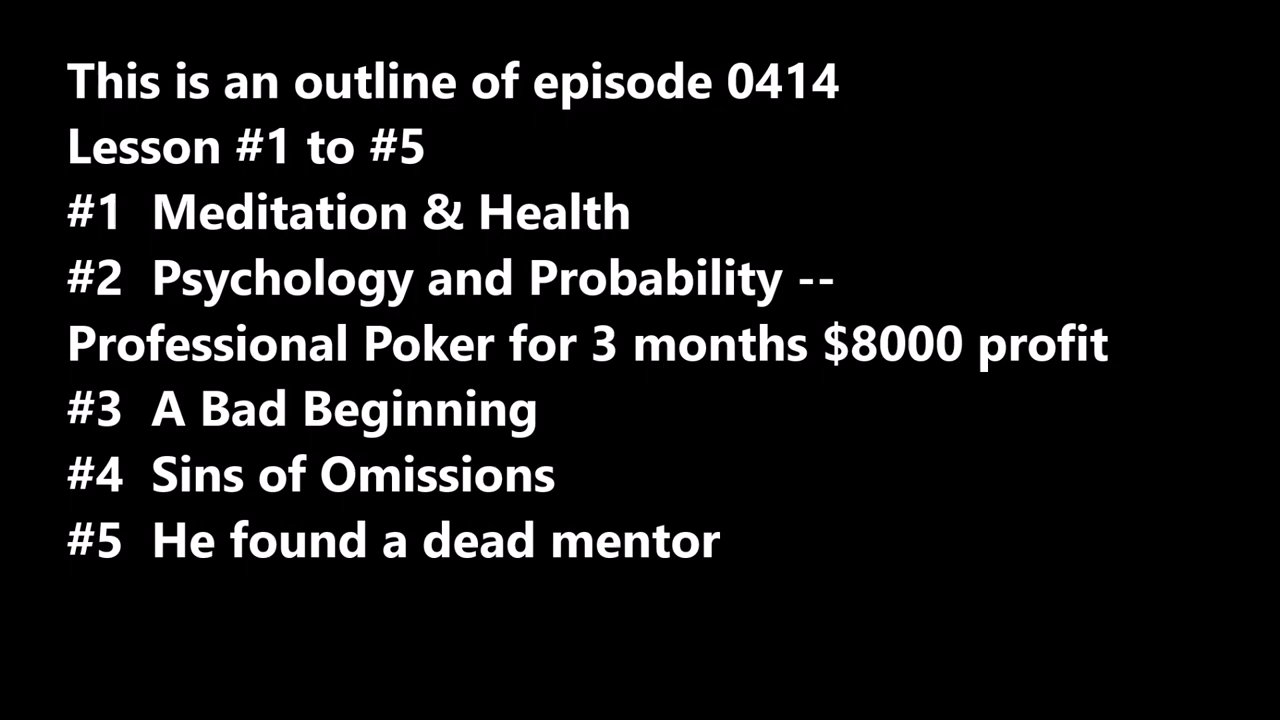 This is an outline of episode 0414
Lesson #1 to #5
#1  Meditation & Health
#2  Psychology and Probability --
Professional Poker for 3 months $8000 profit
#3  A Bad Beginning
#4  Sins of Omissions
#5  He found a dead mentor